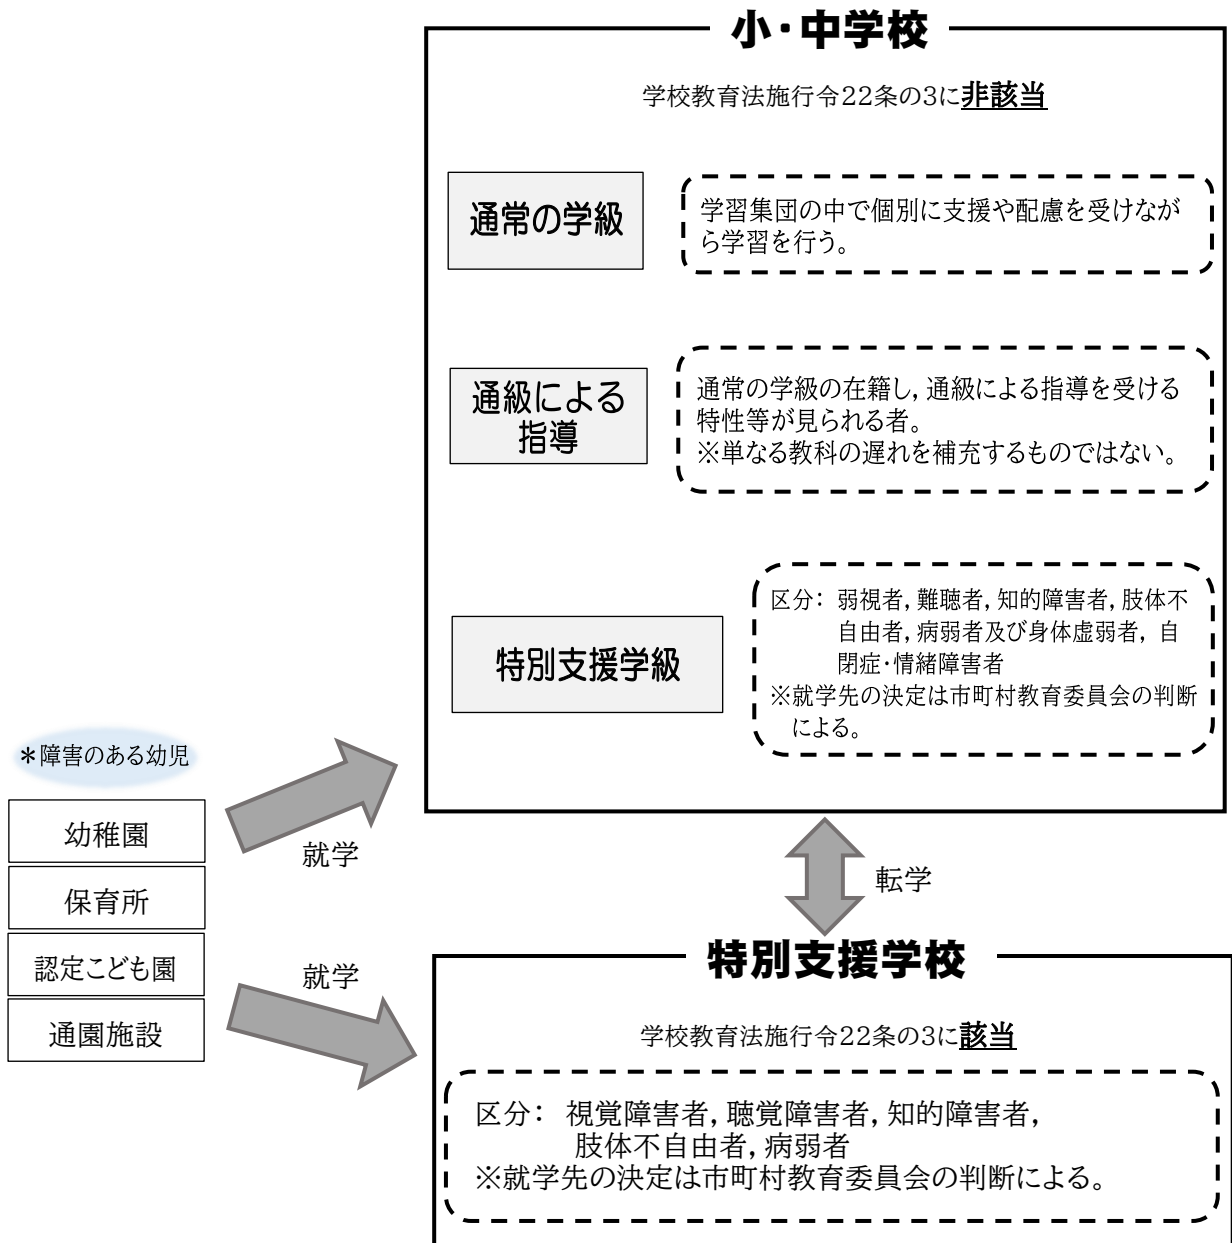 小・中学校
学校教育法施行令22条の3に非該当
通常の学級
学習集団の中で個別に支援や配慮を受けなが
ら学習を行う。
通級による
指導
通常の学級の在籍し,通級による指導を受ける
特性等が見られる者。
※単なる教科の遅れを補充するものではない。
特別支援学級
区分: 弱視者,難聴者,知的障害者,肢体不
自由者,病弱者及び身体虚弱者, 自
閉症・情緒障害者
※就学先の決定は市町村教育委員会の判断
による。
*障害のある幼児
幼稚園
保育所
認定こども園
通園施設
就学
就学
転学
特別支援学校
学校教育法施行令22条の3に該当
区分: 視覚障害者,聴覚障害者,知的障害者,
肢体不自由者,病弱者
※就学先の決定は市町村教育委員会の判断による。